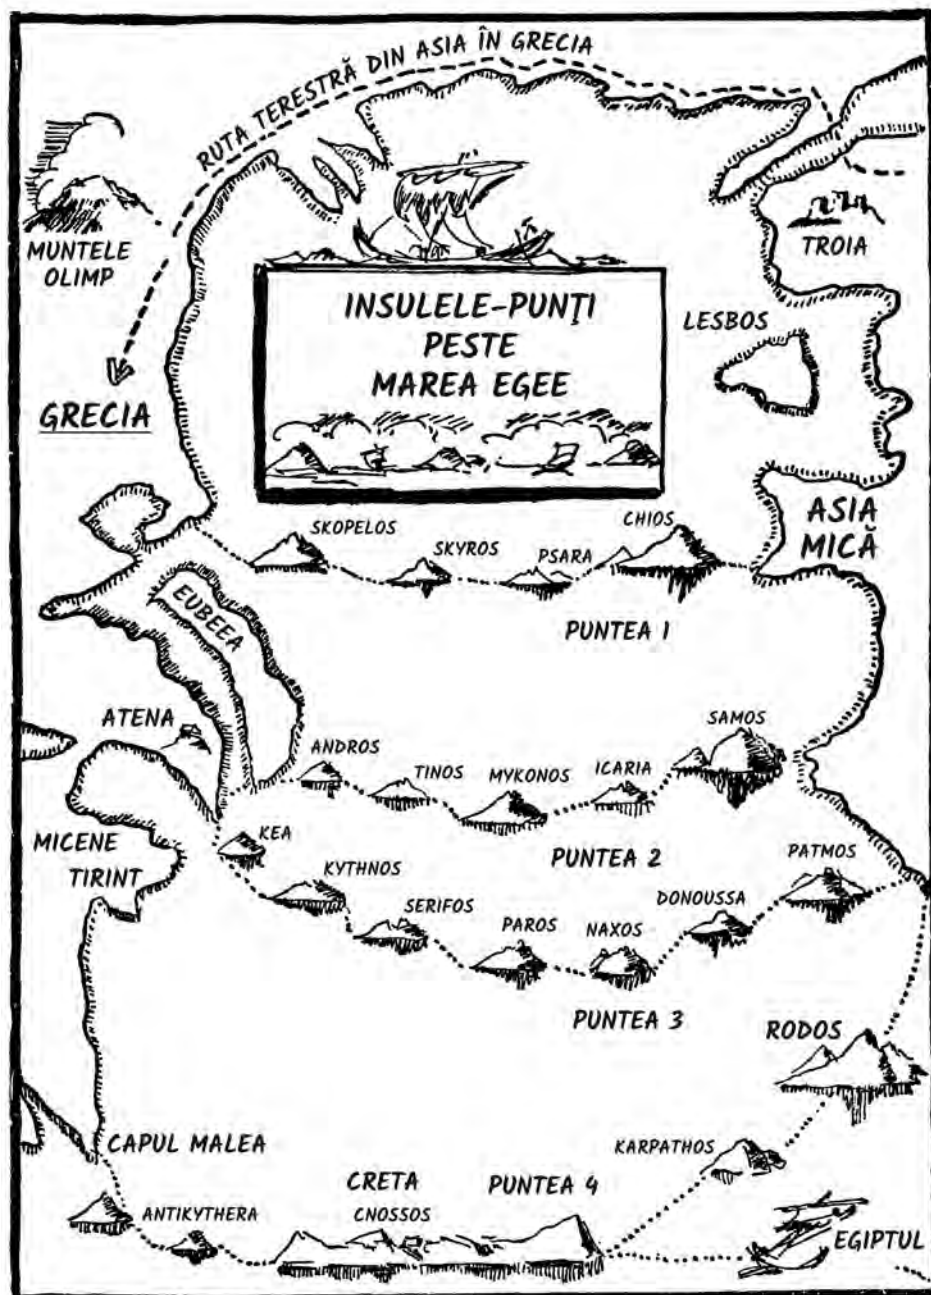 RUTA TERESTRĂ DIN ASIA ÎN GRECIA
MUNTELE
OLIMP
TROIA
INSULELE-PUNŢI
PESTE
MAREA EGEE
LESBOS
GRECIA
ASIA
MICĂ
SKOPELOS
SKYROS
PSARA
CHIOS
PUNTEA 1
EUBEEA
ATENA
ANDROS
TINOS
MYKONOS
ICARIA
SAMOS
PUNTEA 2
MICENE
TIRINT
KEA
KYTHNOS
SERIFOS
PAROS
NAXOS
DONOUSSA
PATMOS
PUNTEA 3
RODOS
CAPUL MALEA
KARPATHOS
ANTIKYTHERA
CRETA
CNOSSOS
PUNTEA 4
EGIPTUL